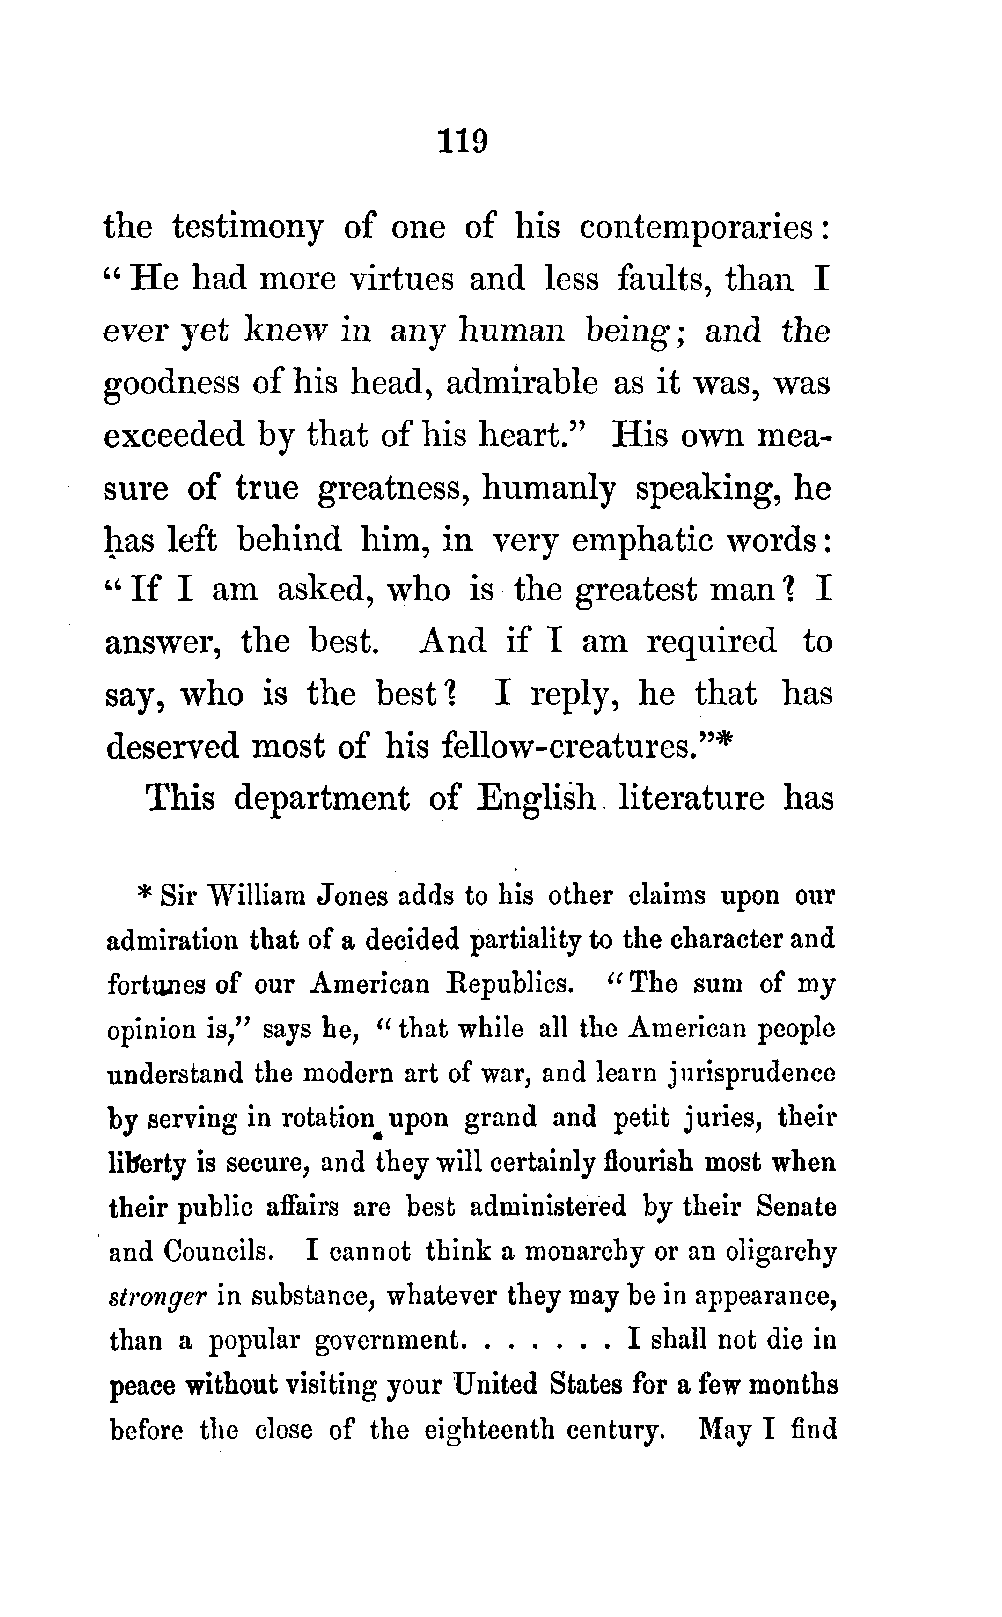 119
the testimony of one of his contemporaries:
“He had more virtues and less faults, than I
ever yet knew in any human being; and the
goodness of his head, admirable as it was, was
exceeded by that of his heart.” His own mea-
sure of true greatness, humanly speaking, he
has left behind him, in very emphatic words:
“If I am asked, who is the greatest man? I
answer, the best. And if I am required to
say, who is the best? I reply, he that has
deserved most of his fellow-creatures.”*
This department of English literature has
* Sir William Jones adds to his other claims upon our
admiration that of a decided partiality to the character and
fortunes of our American Republics. “The sum of my
opinion is,” says he, “that while all the American people
understand the modern art of war, and learn jurisprudence
by serving in rotation upon grand and petit juries, their
liberty is secure, and they will certainly flourish most when
their public affairs are best administered by their Senate
and Councils. I cannot think a monarchy or an oligarchy
stronger in substance, whatever they may be in appearance,
than a popular government. . . . . . . I shall not die in
peace without visiting your United States for a few months
before the close of the eighteenth century. May I find